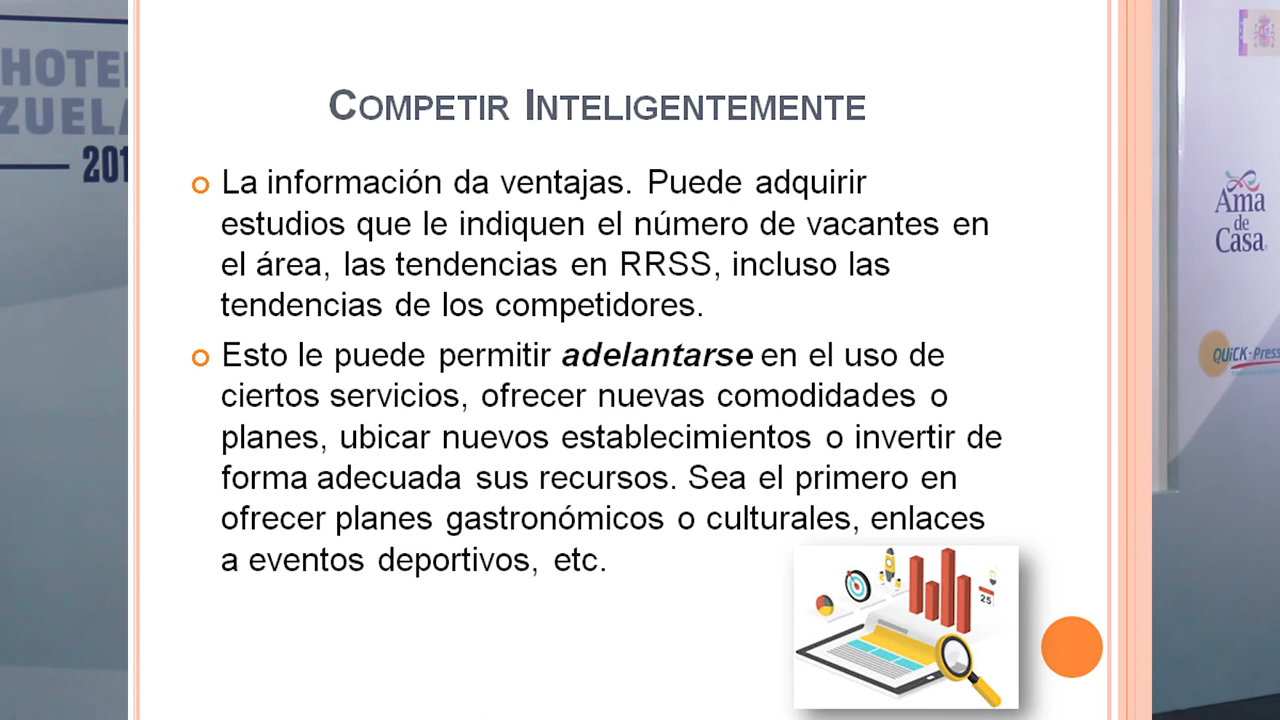 HOTE
ZUELA
201
COMPETIR INTELIGENTEMENTE
La información da ventajas. Puede adquirir
estudios que le indiquen el número de vacantes en
el área, las tendencias en RRSS, incluso las
tendencias de los competidores.
Esto le puede permitir adelantarse en el uso de
ciertos servicios, ofrecer nuevas comodidades o
planes, ubicar nuevos establecimientos o invertir de
forma adecuada sus recursos. Sea el primero en
ofrecer planes gastronómicos o culturales, enlaces
a eventos deportivos, etc.
25
Ama
de
Casa
QUICK-Press